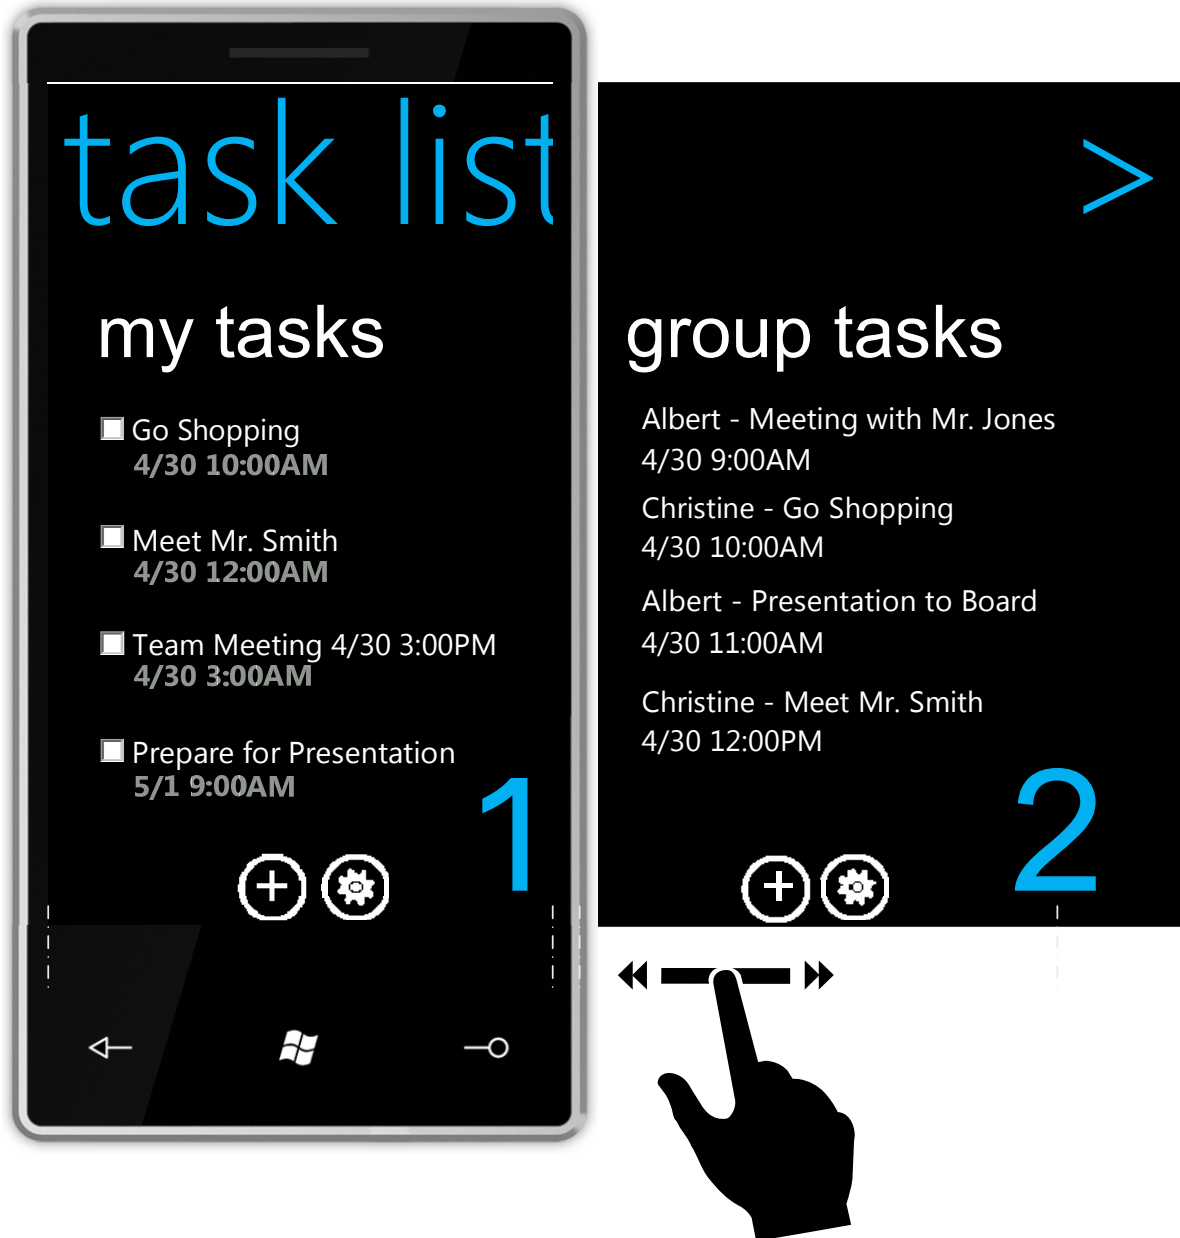 task list
my tasks
Go Shopping
4/30 10:00AM
Meet Mr. Smith
4/30 12:00AM
Team Meeting 4/30 3:00PM
4/30 3:00AM
Prepare for Presentation
5/1 9:00AM
1
>
group tasks
Albert - Meeting with Mr. Jones
4/30 9:00AM
Christine - Go Shopping
4/30 10:00AM
Albert - Presentation to Board
4/30 11:00AM
Christine - Meet Mr. Smith
4/30 12:00PM
2